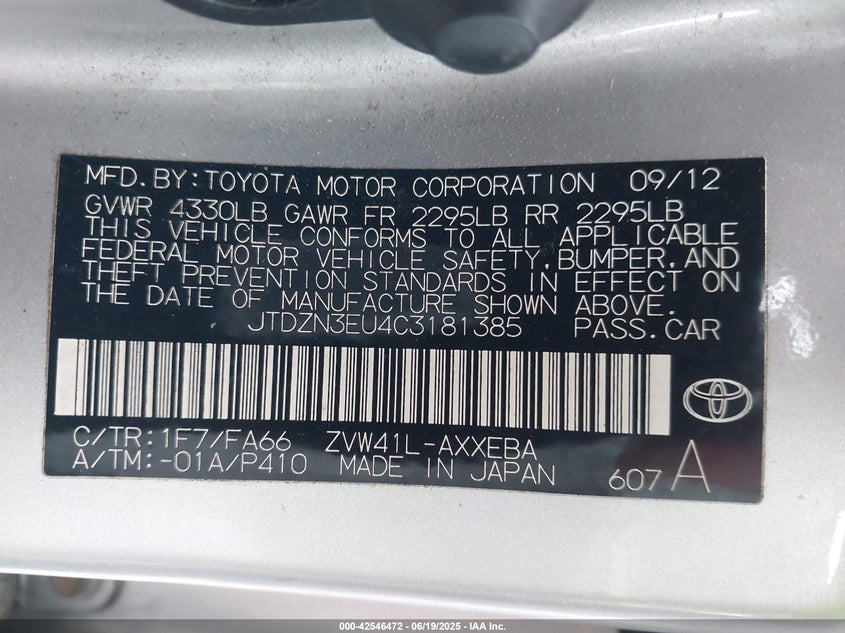 MFD.BY:TOYOTA MOTOR CORPORATION 09/12
GVWR 4330LB GAWR FR 2295LB RR 2295LB
THIS VEHICLE CONFORMS TO ALL APPLICABLE
FEDERAL MOTOR VEHICLE SAFETY,BUMPER,AND
THEFT PREVENTION STANDARDS IN EFFECT ON
THE DATE OF MANUFACTURE SHOWN ABOVE.
JTDZN3EU4C3181385 PASS.CAR
C/TR:1F7/FA66 ZVW41L-AXXEBA
A/TM:-01A/P410 MADE IN JAPAN 607 A
000-42546472 - 06/19/2025 - IAA Inc.